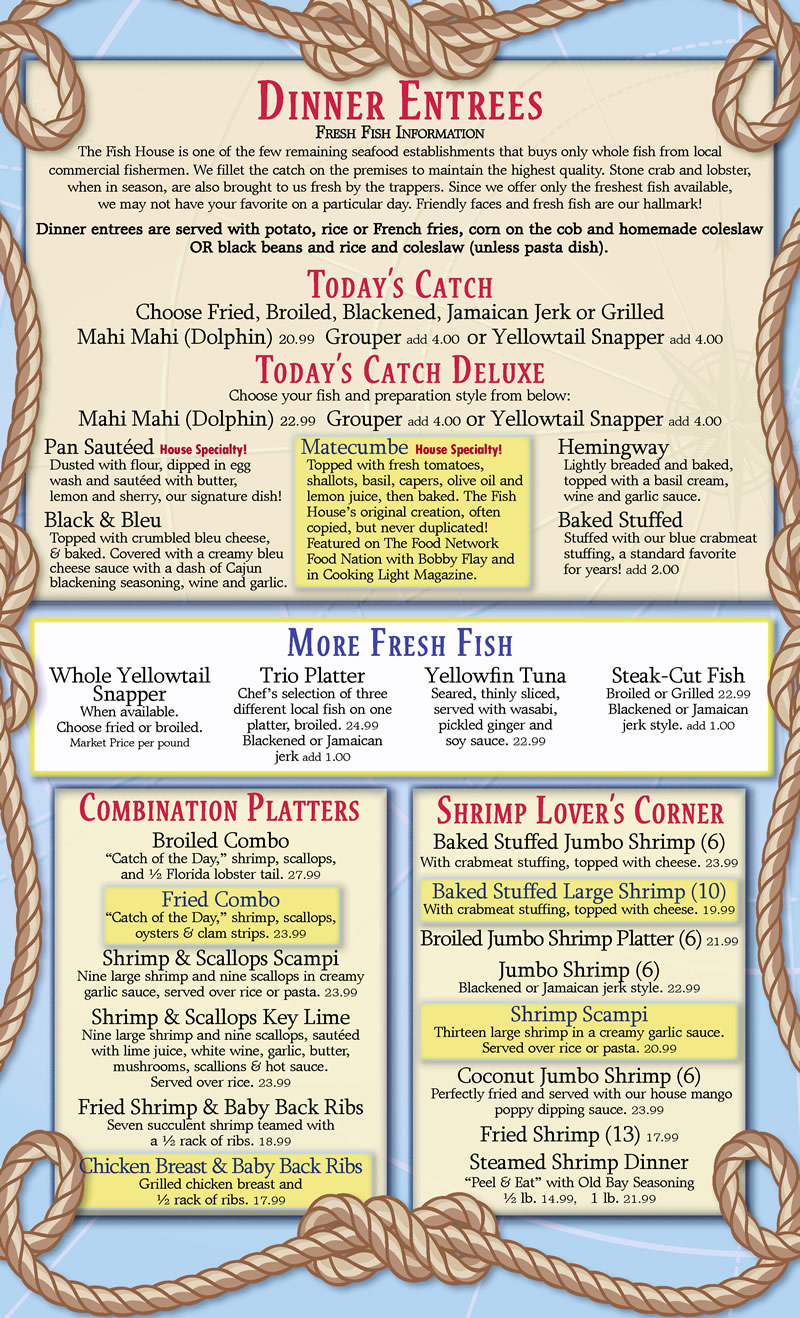 Dinner Entrees
Fresh Fish Information
The Fish House is one of the few remaining seafood establishments that buys only whole fish from local
commercial fishermen. We fillet the catch on the premises to maintain the highest quality. Stone crab and lobster,
when in season, are also brought to us fresh by the trappers. Since we offer only the freshest fish available,
we may not have your favorite on a particular day. Friendly faces and fresh fish are our hallmark!
Dinner entrees are served with potato, rice or French fries, corn on the cob and homemade coleslaw
OR black beans and rice and coleslaw (unless pasta dish).
Today's Catch
Choose Fried, Broiled, Blackened, Jamaican Jerk or Grilled
Mahi Mahi (Dolphin) 20.99 Grouper add 4.00 or Yellowtail Snapper add 4.00
Today's Catch Deluxe
Choose your fish and preparation style from below:
Mahi Mahi (Dolphin) 22.99 Grouper add 4.00 or Yellowtail Snapper add 4.00
Pan Sautéed House Specialty!
Dusted with flour, dipped in egg
wash and sautéed with butter,
lemon and sherry, our signature dish!
Black & Bleu
Topped with crumbled bleu cheese,
& baked. Covered with a creamy bleu
cheese sauce with a dash of Cajun
blackening seasoning, wine and garlic.
Matecumbe House Specialty!
Topped with fresh tomatoes,
shallots, basil, capers, olive oil and
lemon juice, then baked. The Fish
House's original creation, often
copied, but never duplicated!
Featured on The Food Network
Food Nation with Bobby Flay and
in Cooking Light Magazine.
Hemingway
Lightly breaded and baked,
topped with a basil cream,
wine and garlic sauce.
Baked Stuffed
Stuffed with our blue crabmeat
stuffing, a standard favorite
for years! add 2.00
More Fresh Fish
Whole Yellowtail
Snapper
When available.
Choose fried or broiled.
Market Price per pound
Trio Platter
Chef's selection of three
different local fish on one
platter, broiled. 24.99
Blackened or Jamaican
jerk add 1.00
Yellowfin Tuna
Seared, thinly sliced,
served with wasabi,
pickled ginger and
soy sauce. 22.99
Steak-Cut Fish
Broiled or Grilled 22.99
Blackened or Jamaican
jerk style. add 1.00
Combination Platters
Broiled Combo
"Catch of the Day," shrimp, scallops,
and ½ Florida lobster tail. 27.99
Fried Combo
"Catch of the Day," shrimp, scallops,
oysters & clam strips. 23.99
Shrimp & Scallops Scampi
Nine large shrimp and nine scallops in creamy
garlic sauce, served over rice or pasta. 23.99
Shrimp & Scallops Key Lime
Nine large shrimp and nine scallops, sautéed
with lime juice, white wine, garlic, butter,
mushrooms, scallions & hot sauce.
Served over rice. 23.99
Fried Shrimp & Baby Back Ribs
Seven succulent shrimp teamed with
a ½ rack of ribs. 18.99
Chicken Breast & Baby Back Ribs
Grilled chicken breast and
½ rack of ribs. 17.99
Shrimp Lover's Corner
Baked Stuffed Jumbo Shrimp (6)
With crabmeat stuffing, topped with cheese. 23.99
Baked Stuffed Large Shrimp (10)
With crabmeat stuffing, topped with cheese. 19.99
Broiled Jumbo Shrimp Platter (6) 21.99
Jumbo Shrimp (6)
Blackened or Jamaican jerk style. 22.99
Shrimp Scampi
Thirteen large shrimp in a creamy garlic sauce.
Served over rice or pasta. 20.99
Coconut Jumbo Shrimp (6)
Perfectly fried and served with our house mango
poppy dipping sauce. 23.99
Fried Shrimp (13) 17.99
Steamed Shrimp Dinner
"Peel & Eat" with Old Bay Seasoning
½ lb. 14.99, 1 lb. 21.99